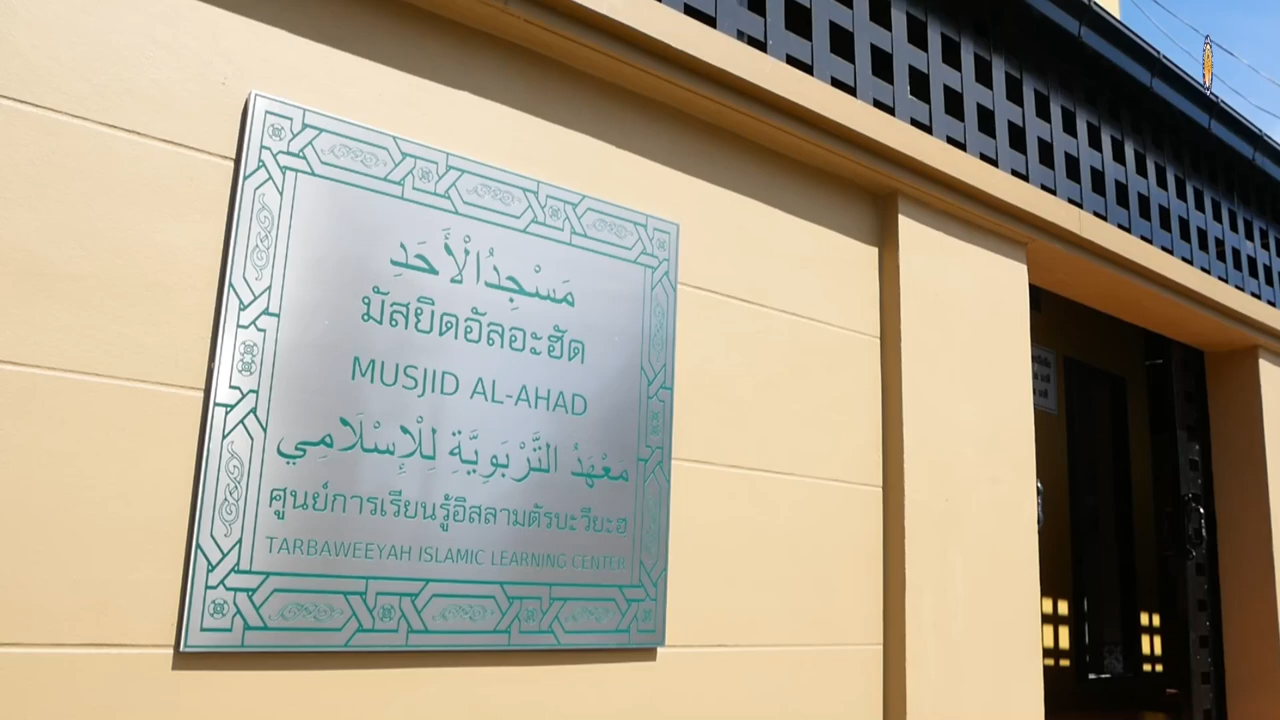 مَسْجِدُ الْأَحَدِ
มัสยิดอัลอะฮัด
MUSJID AL-AHAD
مَعْهَدُ التَّرْبَوِيَّةِ لِلْإِسْلَامِي
ศูนย์การเรียนรู้อิสลามตัรบะวียะฮ
TARBAWEEYAH ISLAMIC LEARNING CENTER